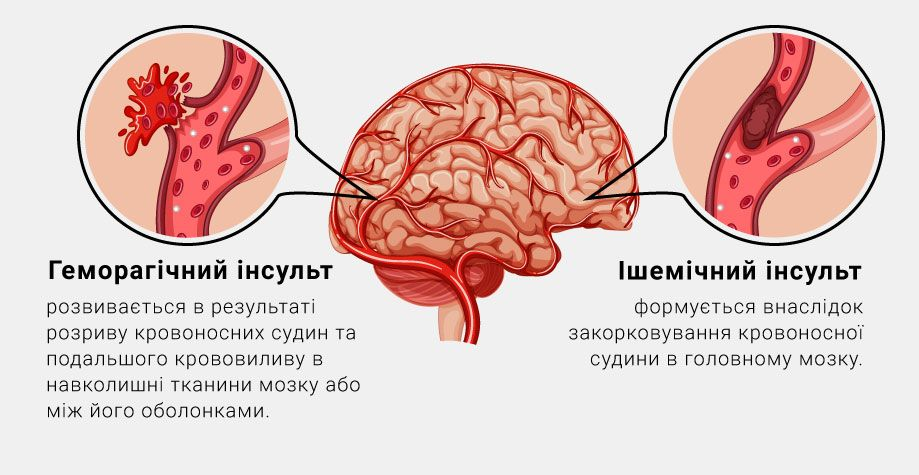 Геморагічний інсульт
розвивається в результаті
розриву кровоносних судин та
подальшого крововиливу в
навколишні тканини мозку або
між його оболонками.
Ішемічний інсульт
формується внаслідок
закорковування кровоносної
судини в головному мозку.